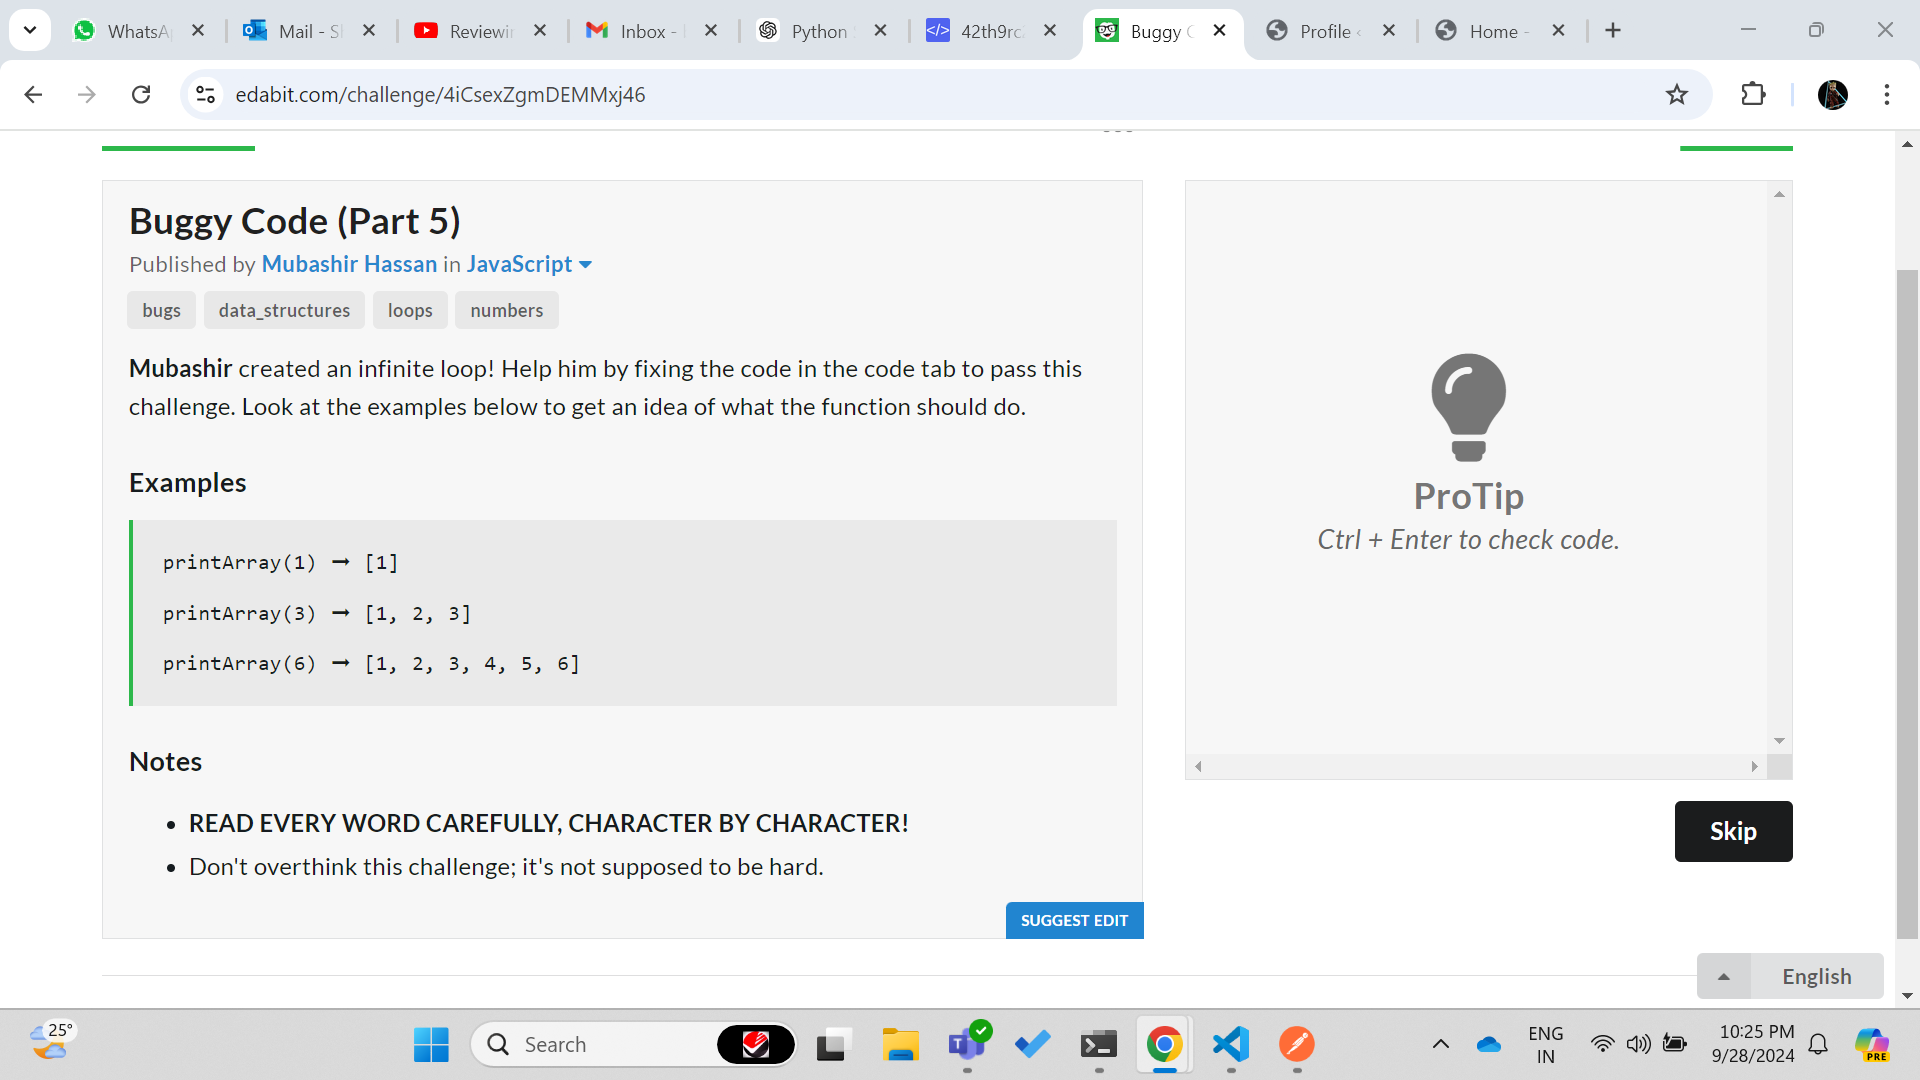 WhatsA
Mail - S
Reviewin
Inbox -
Python
42th9rc
Buggy C
Profile
Home -
edabit.com/challenge/4iCsexZgmDEMMxj46
Buggy Code (Part 5)
Published by Mubashir Hassan in JavaScript
bugs data_structures loops numbers
Mubashir created an infinite loop! Help him by fixing the code in the code tab to pass this
challenge. Look at the examples below to get an idea of what the function should do.
Examples
printArray(1) ➞ [1]
printArray(3) ➞ [1, 2, 3]
printArray(6) ➞ [1, 2, 3, 4, 5, 6]
Notes
• READ EVERY WORD CAREFULLY, CHARACTER BY CHARACTER!
• Don't overthink this challenge; it's not supposed to be hard.
SUGGEST EDIT
ProTip
Ctrl + Enter to check code.
Skip
English
25°
Search
ENG
IN
10:25 PM
9/28/2024
PRE